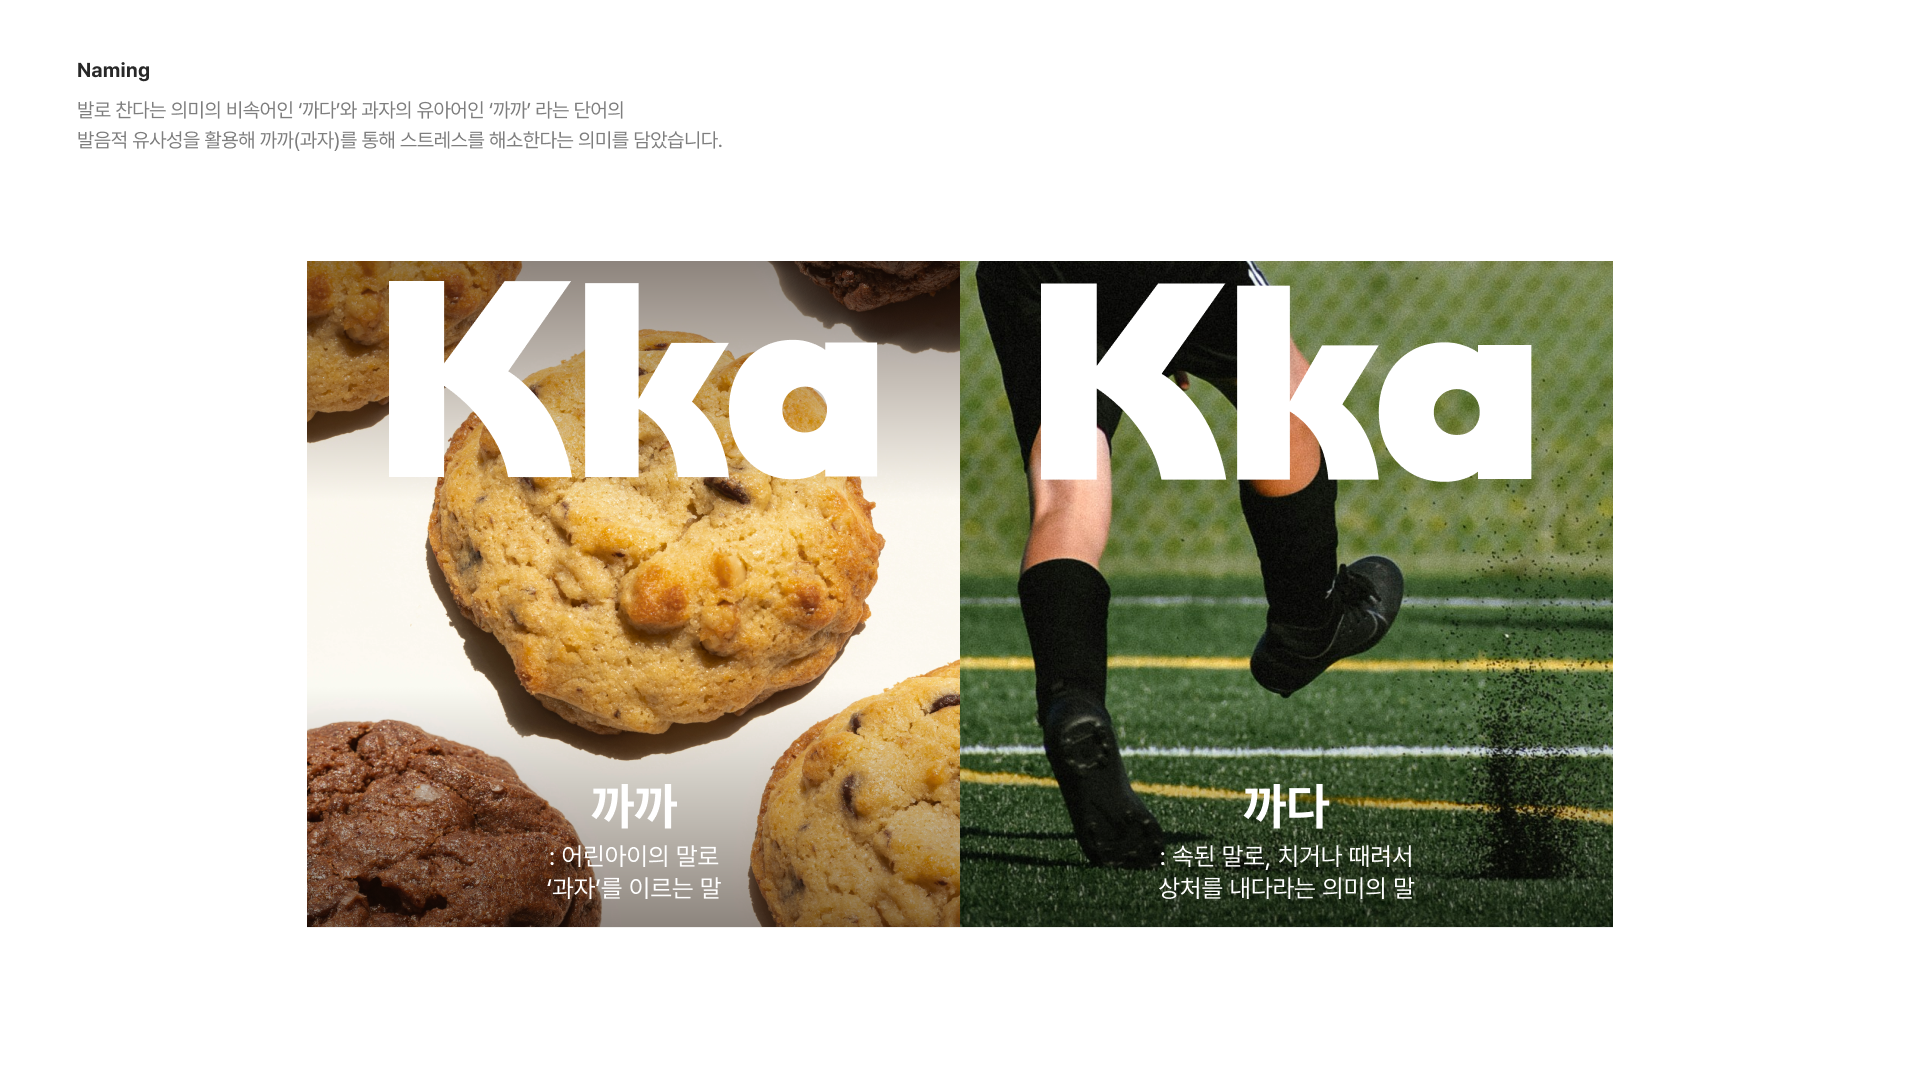 Naming
발로 찬다는 의미의 비속어인 ‘까다’와 과자의 유아어인 ‘까까’ 라는 단어의
발음적 유사성을 활용해 까까(과자)를 통해 스트레스를 해소한다는 의미를 담았습니다.
Kka
까까
: 어린아이의 말로
‘과자’를 이르는 말
Kka
까다
: 속된 말로, 치거나 때려서
상처를 내다라는 의미의 말